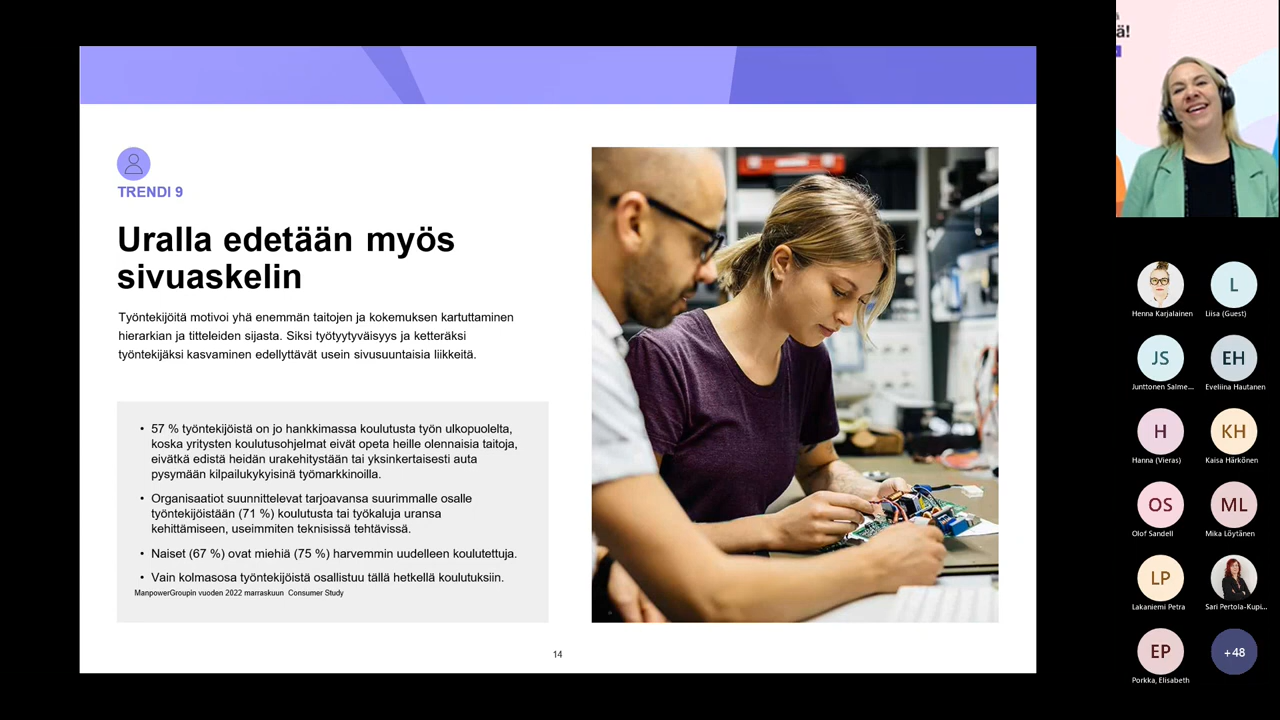 TRENDI 9
Uralla edetään myös
sivuaskelin
Työntekijöitä motivoi yhä enemmän taitojen ja kokemuksen kartuttaminen
hierarkian ja titteleiden sijasta. Siksi työtyytyväisyys ja ketteräksi
työntekijäksi kasvaminen edellyttävät usein sivusuuntaisia liikkeitä.
• 57 % työntekijöistä on jo hankkimassa koulutusta työn ulkopuolelta,
koska yritysten koulutusohjelmat eivät opeta heille olennaisia taitoja,
eivätkä edistä heidän urakehitystään tai yksinkertaisesti auta
pysymään kilpailukykyisinä työmarkkinoilla.
• Organisaatiot suunnittelevat tarjoavansa suurimmalle osalle
työntekijöistään (71 %) koulutusta tai työkaluja uransa
kehittämiseen, useimmiten teknisissä tehtävissä.
• Naiset (67 %) ovat miehiä (75 %) harvemmin uudelleen koulutettuja.
• Vain kolmasosa työntekijöistä osallistuu tällä hetkellä koulutuksiin.
ManpowerGroupin vuoden 2022 marraskuun Consumer Study
14
ä!
Henna Karjalainen
L
Liisa (Guest)
JS
Junttonen Salme...
EH
Eveliina Hautanen
H
Hanna (Vieras)
KH
Kaisa Härkönen
OS
Olof Sandell
ML
Mika Löytänen
LP
Lakaniemi Petra
Sari Pertola-Kupi...
EP
Porkka, Elisabeth
+48